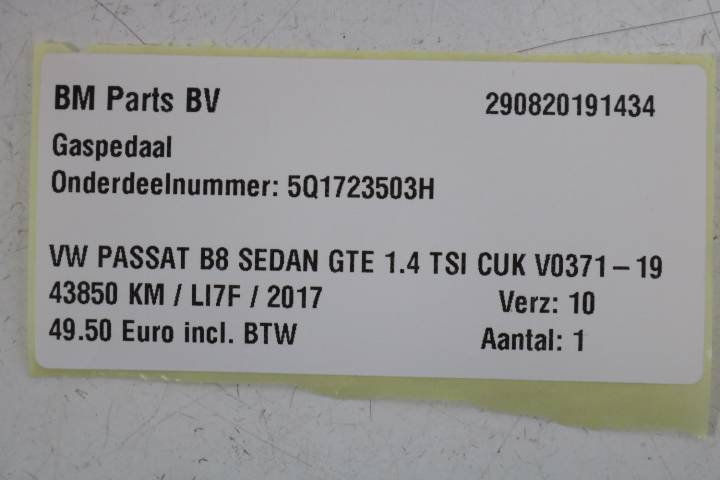 BM Parts BV 290820191434
Gaspedaal
Onderdeelnummer: 5Q1723503H
VW PASSAT B8 SEDAN GTE 1.4 TSI CUK V0371-19
43850 KM / LI7F / 2017 Verz: 10
49.50 Euro incl. BTW Aantal: 1